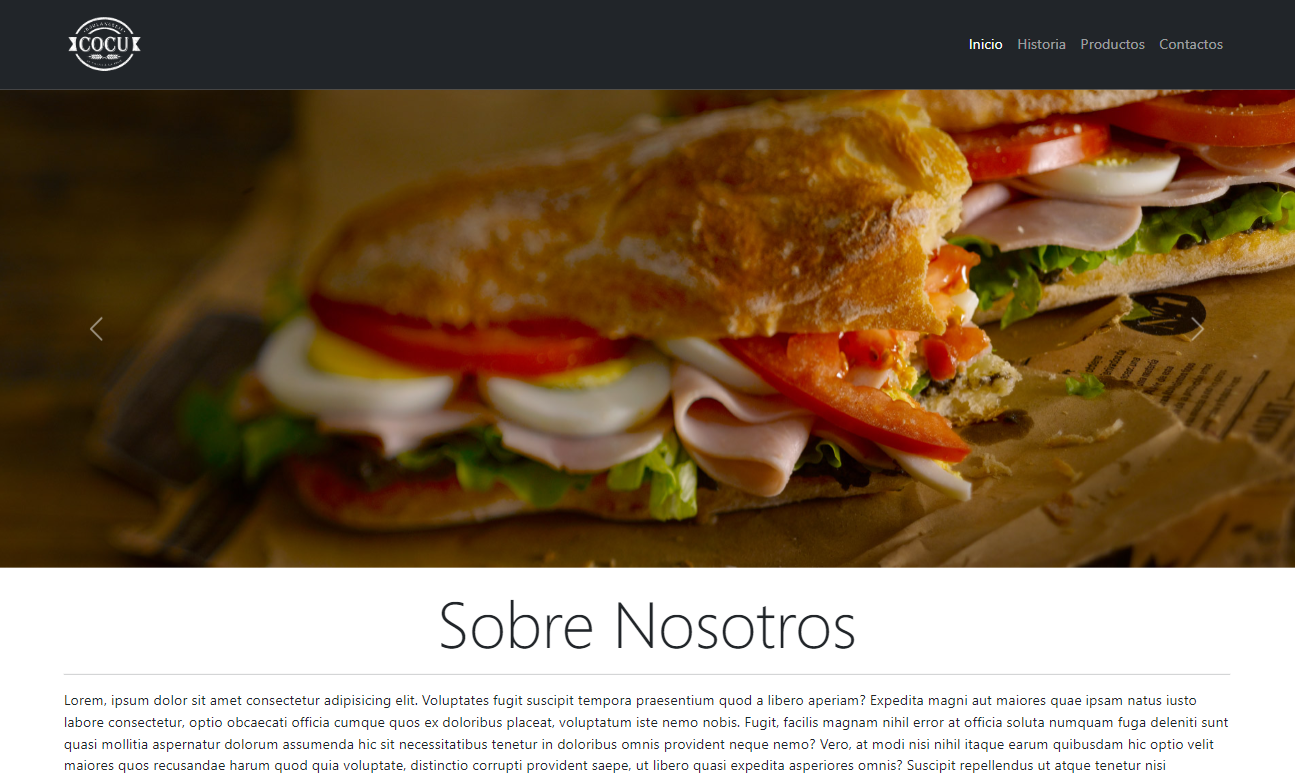 COCU
Inicio
Historia
Productos
Contactos
Sobre Nosotros
Lorem, ipsum dolor sit amet consectetur adipisicing elit. Voluptates fugit suscipit tempora praesentium quod a libero aperiam? Expedita magni aut maiores quae ipsam natus iusto
labore consectetur, optio obcaecati officia cumque quos ex doloribus placeat, voluptatum iste nemo nobis. Fugit, facilis magnam nihil error at officia soluta numquam fuga deleniti sunt
quasi mollitia aspernatur dolorum assumenda hic sit necessitatibus tenetur in doloribus omnis provident neque nemo? Vero, at modi nisi nihil itaque earum quibusdam hic optio velit
maiores quos recusandae harum quod quia voluptate, distinctio corrupti provident saepe, ut libero quasi expedita asperiores omnis? Suscipit repellendus ut atque tenetur nisi